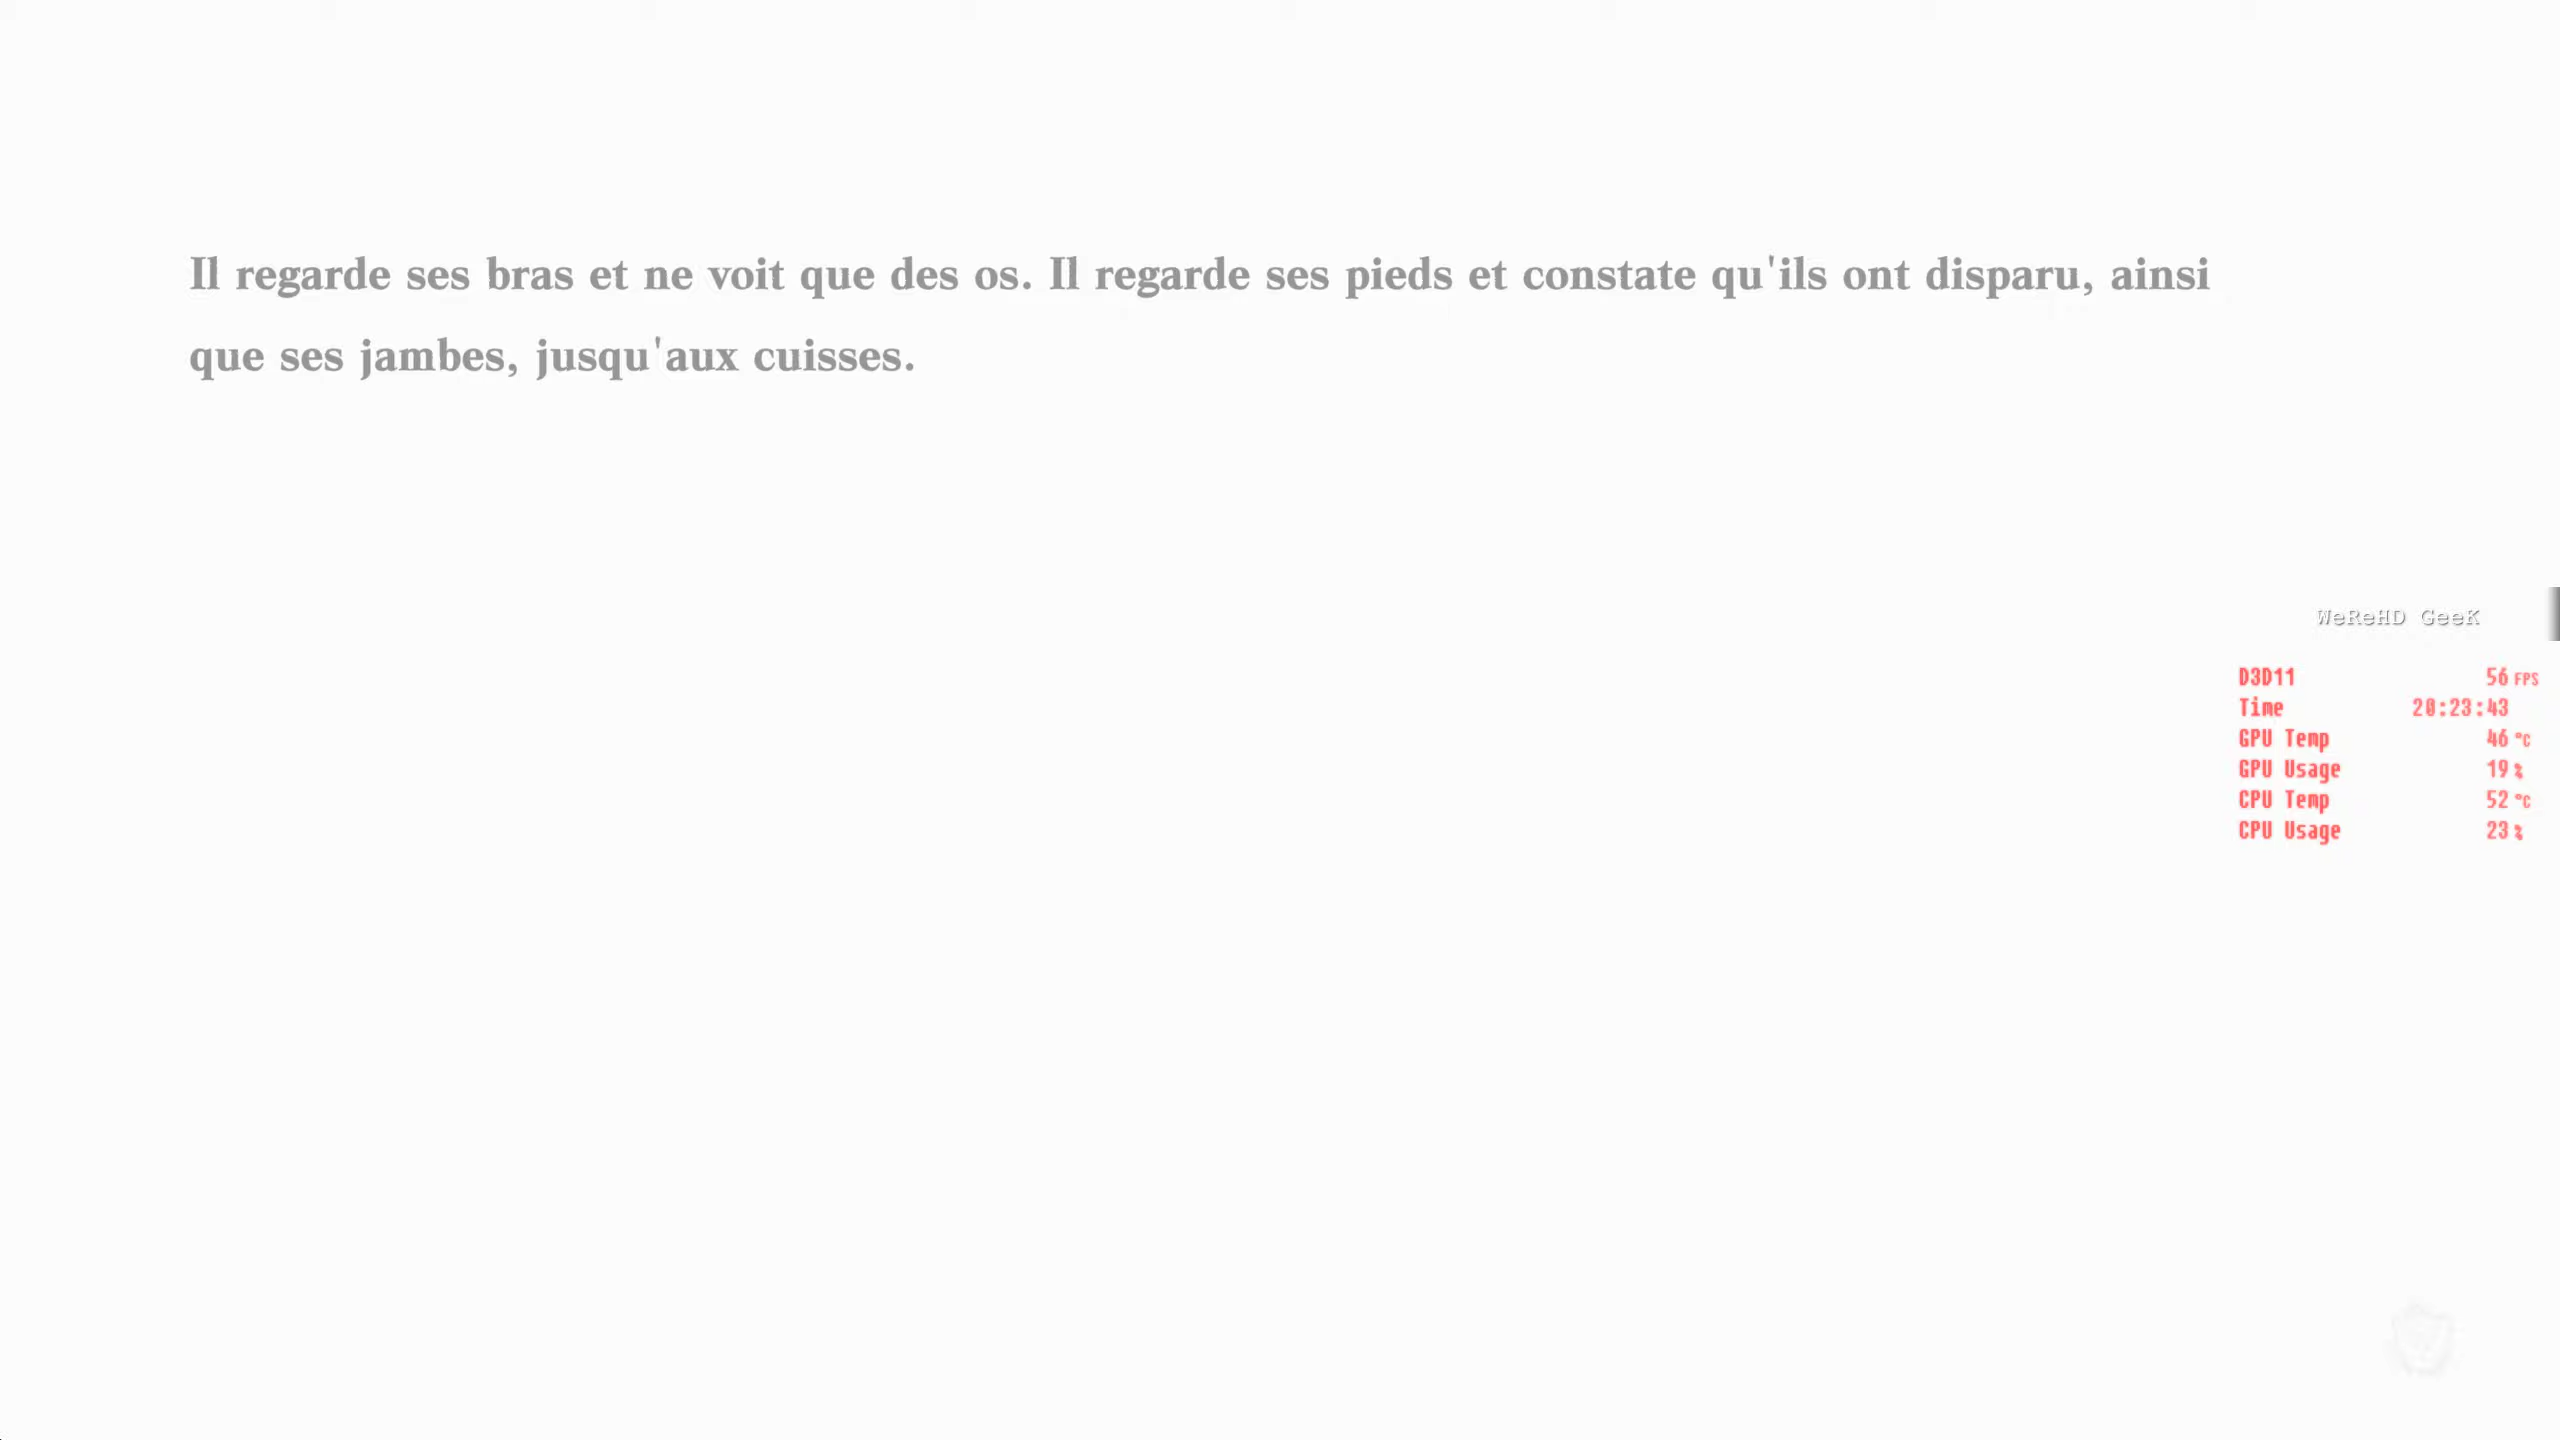 Il regarde ses bras et ne voit que des os. Il regarde ses pieds et constate qu'ils ont disparu, ainsi
que ses jambes, jusqu'aux cuisses.
WeReHD GeeK
D3D11 56 FPS
Time 20:23:43
GPU Temp 46 °C
GPU Usage 19 %
CPU Temp 52 °C
CPU Usage 23 %